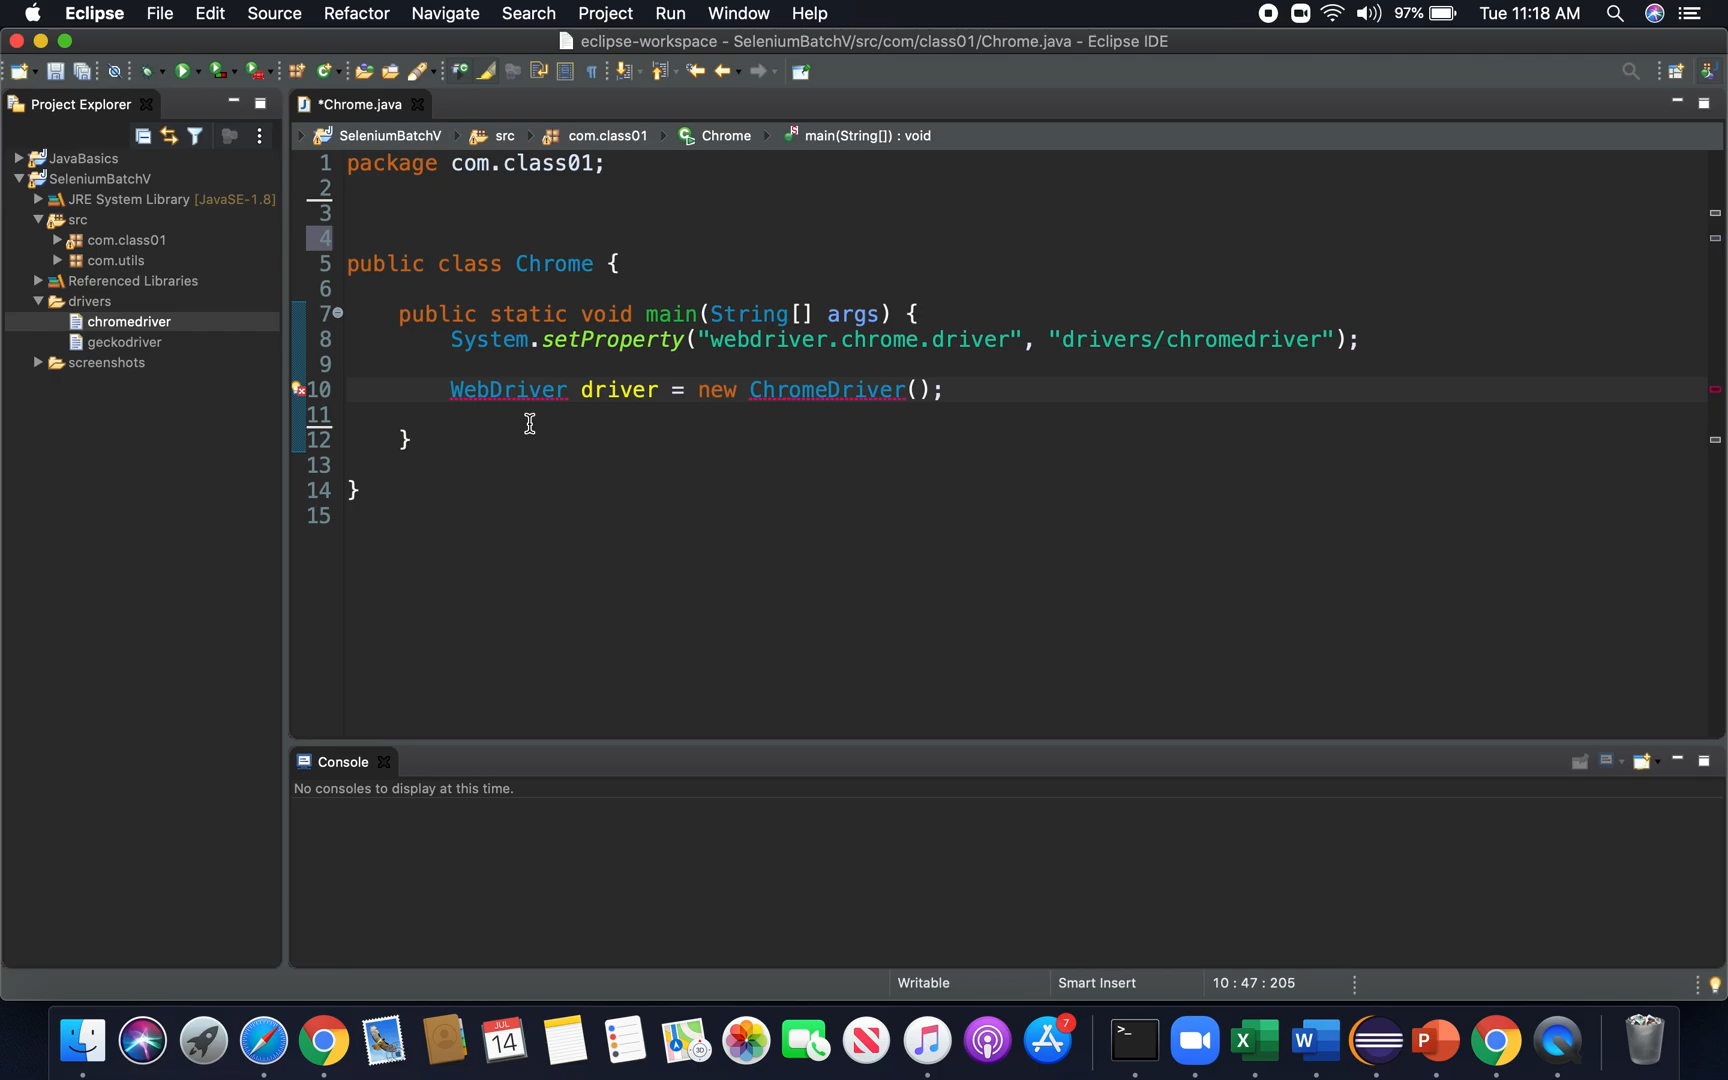 Eclipse File Edit Source Refactor Navigate Search Project Run Window Help 97% Tue 11:18 AM
eclipse-workspace - SeleniumBatchV/src/com/class01/Chrome.java - Eclipse IDE
Project Explorer
*Chrome.java
SeleniumBatchV src com.class01 Chrome main(String[]) : void
JavaBasics
SeleniumBatchV
JRE System Library [JavaSE-1.8]
src
com.class01
com.utils
Referenced Libraries
drivers
chromedriver
geckodriver
screenshots
1 package com.class01;
2
3
4
5 public class Chrome {
6
7 public static void main(String[] args) {
8 System.setProperty("webdriver.chrome.driver", "drivers/chromedriver");
9
10 WebDriver driver = new ChromeDriver();
11
12 }
13
14 }
15
Console
No consoles to display at this time.
Writable Smart Insert 10 : 47 : 205
JUL
14
7